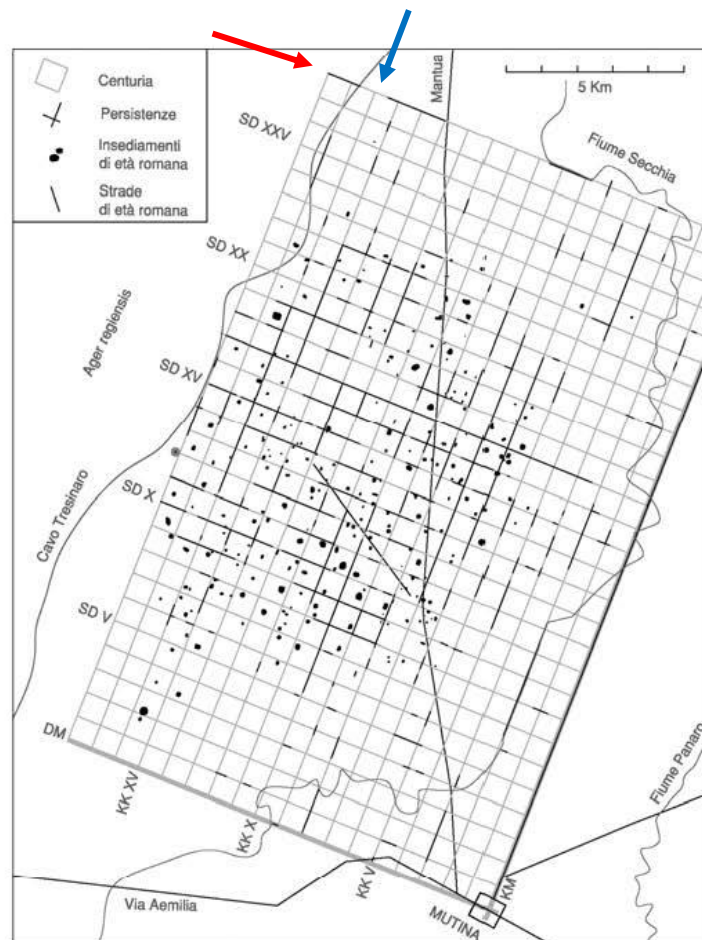 Centuria
Persistenze
Insediamenti
di età romana
Strade
di età romana
Mantua
5 Km
Fiume Secchia
SD XXV
SD XX
Ager regiensis
SD XV
SD X
Cavo Tresinaro
SD V
DM
KK XV
KK X
KK V
KM
Fiume Panaro
Via Aemilia
MUTINA